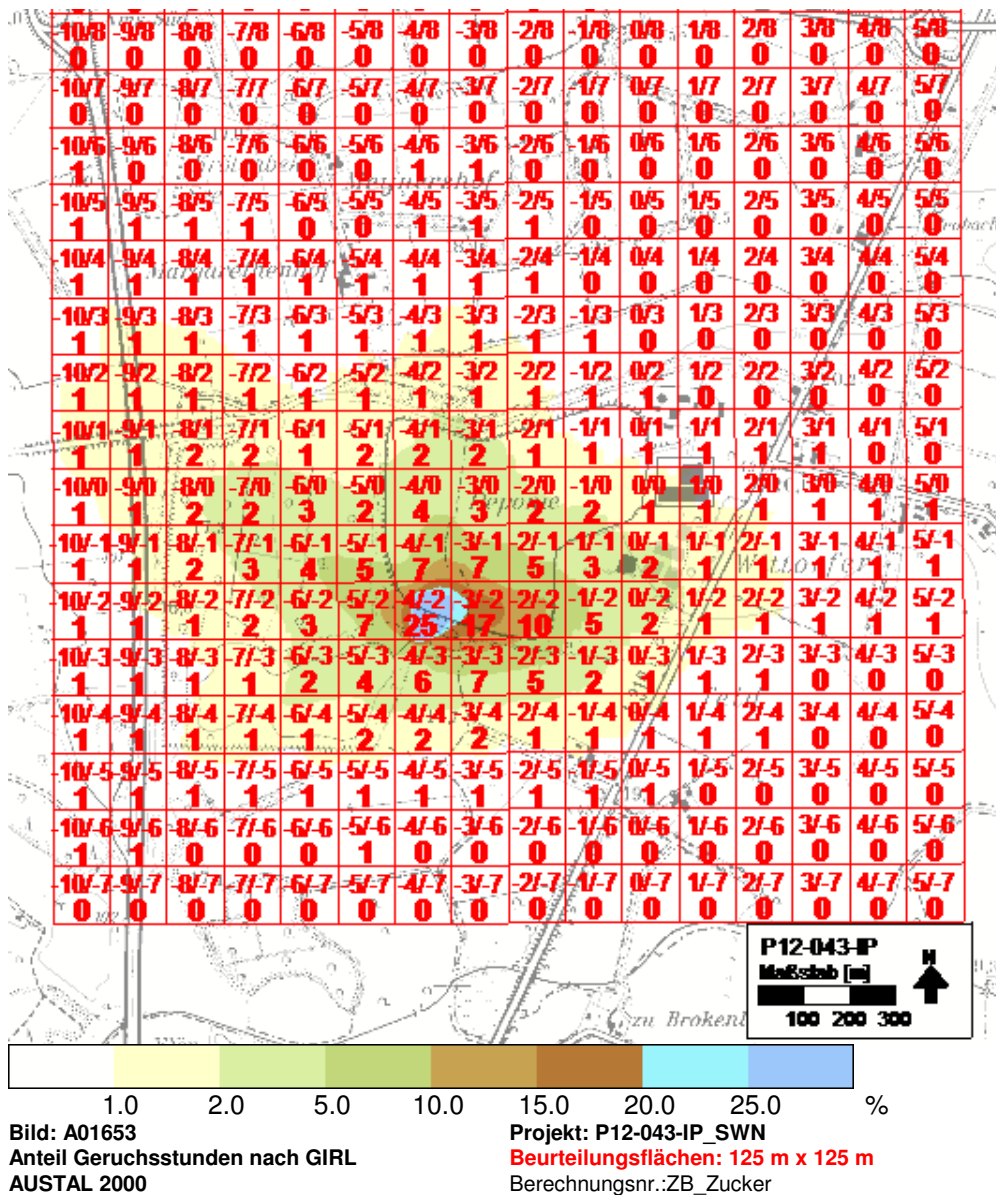 -10/8 -9/8 -8/8 -7/8 -6/8 -5/8 -4/8 -3/8 -2/8 -1/8 0/8 1/8 2/8 3/8 4/8 5/8
0 0 0 0 0 0 0 0 0 0 0 0 0 0 0 0
-10/7 -9/7 -8/7 -7/7 -6/7 -5/7 -4/7 -3/7 -2/7 -1/7 0/7 1/7 2/7 3/7 4/7 5/7
0 0 0 0 0 0 0 0 0 0 0 0 0 0 0 0
-10/6 -9/6 -8/6 -7/6 -6/6 -5/6 -4/6 -3/6 -2/6 -1/6 0/6 1/6 2/6 3/6 4/6 5/6
1 0 0 0 0 0 1 1 0 0 0 0 0 0 0 0
-10/5 -9/5 -8/5 -7/5 -6/5 -5/5 -4/5 -3/5 -2/5 -1/5 0/5 1/5 2/5 3/5 4/5 5/5
1 1 1 1 0 0 1 1 1 0 0 0 0 0 0 0
-10/4 -9/4 -8/4 -7/4 -6/4 -5/4 -4/4 -3/4 -2/4 -1/4 0/4 1/4 2/4 3/4 4/4 5/4
Margarethenhof
1 1 1 1 1 1 1 1 1 0 0 0 0 0 0 0
-10/3 -9/3 -8/3 -7/3 -6/3 -5/3 -4/3 -3/3 -2/3 -1/3 0/3 1/3 2/3 3/3 4/3 5/3
1 1 1 1 1 1 1 1 1 1 0 0 0 0 0 0
-10/2 -9/2 -8/2 -7/2 -6/2 -5/2 -4/2 -3/2 -2/2 -1/2 0/2 1/2 2/2 3/2 4/2 5/2
1 1 1 1 1 1 1 1 1 1 1 0 0 0 0 0
-10/1 -9/1 -8/1 -7/1 -6/1 -5/1 -4/1 -3/1 -2/1 -1/1 0/1 1/1 2/1 3/1 4/1 5/1
1 1 2 2 1 2 2 2 1 1 1 1 1 1 0 0
-10/0 -9/0 -8/0 -7/0 -6/0 -5/0 -4/0 -3/0 -2/0 -1/0 0/0 1/0 2/0 3/0 4/0 5/0
Deponie
1 1 2 2 3 2 4 3 2 2 1 1 1 1 1 1
-10/-1 -9/-1 -8/-1 -7/-1 -6/-1 -5/-1 -4/-1 -3/-1 -2/-1 -1/-1 0/-1 1/-1 2/-1 3/-1 4/-1 5/-1
1 1 2 3 4 5 7 7 5 3 2 1 1 1 1 1
-10/-2 -9/-2 -8/-2 -7/-2 -6/-2 -5/-2 -4/-2 -3/-2 -2/-2 -1/-2 0/-2 1/-2 2/-2 3/-2 4/-2 5/-2
1 1 1 2 3 7 25 17 10 5 2 1 1 1 1 1
-10/-3 -9/-3 -8/-3 -7/-3 -6/-3 -5/-3 -4/-3 -3/-3 -2/-3 -1/-3 0/-3 1/-3 2/-3 3/-3 4/-3 5/-3
1 1 1 1 2 4 6 7 5 2 1 1 1 0 0 0
-10/-4 -9/-4 -8/-4 -7/-4 -6/-4 -5/-4 -4/-4 -3/-4 -2/-4 -1/-4 0/-4 1/-4 2/-4 3/-4 4/-4 5/-4
1 1 1 1 1 2 2 2 1 1 1 1 1 0 0 0
-10/-5 -9/-5 -8/-5 -7/-5 -6/-5 -5/-5 -4/-5 -3/-5 -2/-5 -1/-5 0/-5 1/-5 2/-5 3/-5 4/-5 5/-5
1 1 1 1 1 1 1 1 1 1 1 0 0 0 0 0
-10/-6 -9/-6 -8/-6 -7/-6 -6/-6 -5/-6 -4/-6 -3/-6 -2/-6 -1/-6 0/-6 1/-6 2/-6 3/-6 4/-6 5/-6
1 1 0 0 0 1 0 0 0 0 0 0 0 0 0 0
-10/-7 -9/-7 -8/-7 -7/-7 -6/-7 -5/-7 -4/-7 -3/-7 -2/-7 -1/-7 0/-7 1/-7 2/-7 3/-7 4/-7 5/-7
0 0 0 0 0 0 0 0 0 0 0 0 0 0 0 0
P12-043-IP
N
Maßstab [m]
100 200 300
zu Brokenl
1.0 2.0 5.0 10.0 15.0 20.0 25.0 %
Bild: A01653
Projekt: P12-043-IP_SWN
Anteil Geruchsstunden nach GIRL
Beurteilungsflächen: 125 m x 125 m
AUSTAL 2000
Berechnungsnr.:ZB_Zucker